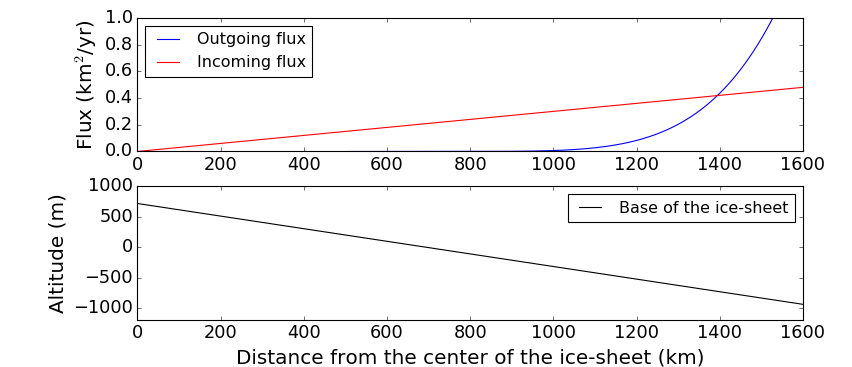 Flux (km²/yr)
1.0
0.8
0.6
0.4
0.2
0.0
Outgoing flux
Incoming flux
0 200 400 600 800 1000 1200 1400 1600
Altitude (m)
1000
500
0
−500
−1000
Base of the ice-sheet
0 200 400 600 800 1000 1200 1400 1600
Distance from the center of the ice-sheet (km)